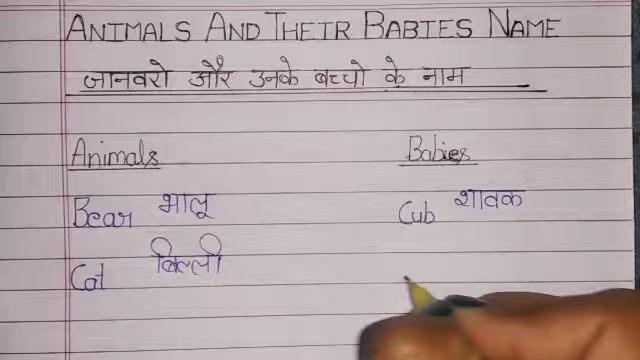 ANIMALS AND THEIR BABIES NAME
जानवरो और उनके बच्चो के नाम
Animals Babies
Bear भालू Cub शावक
Cat बिल्ली